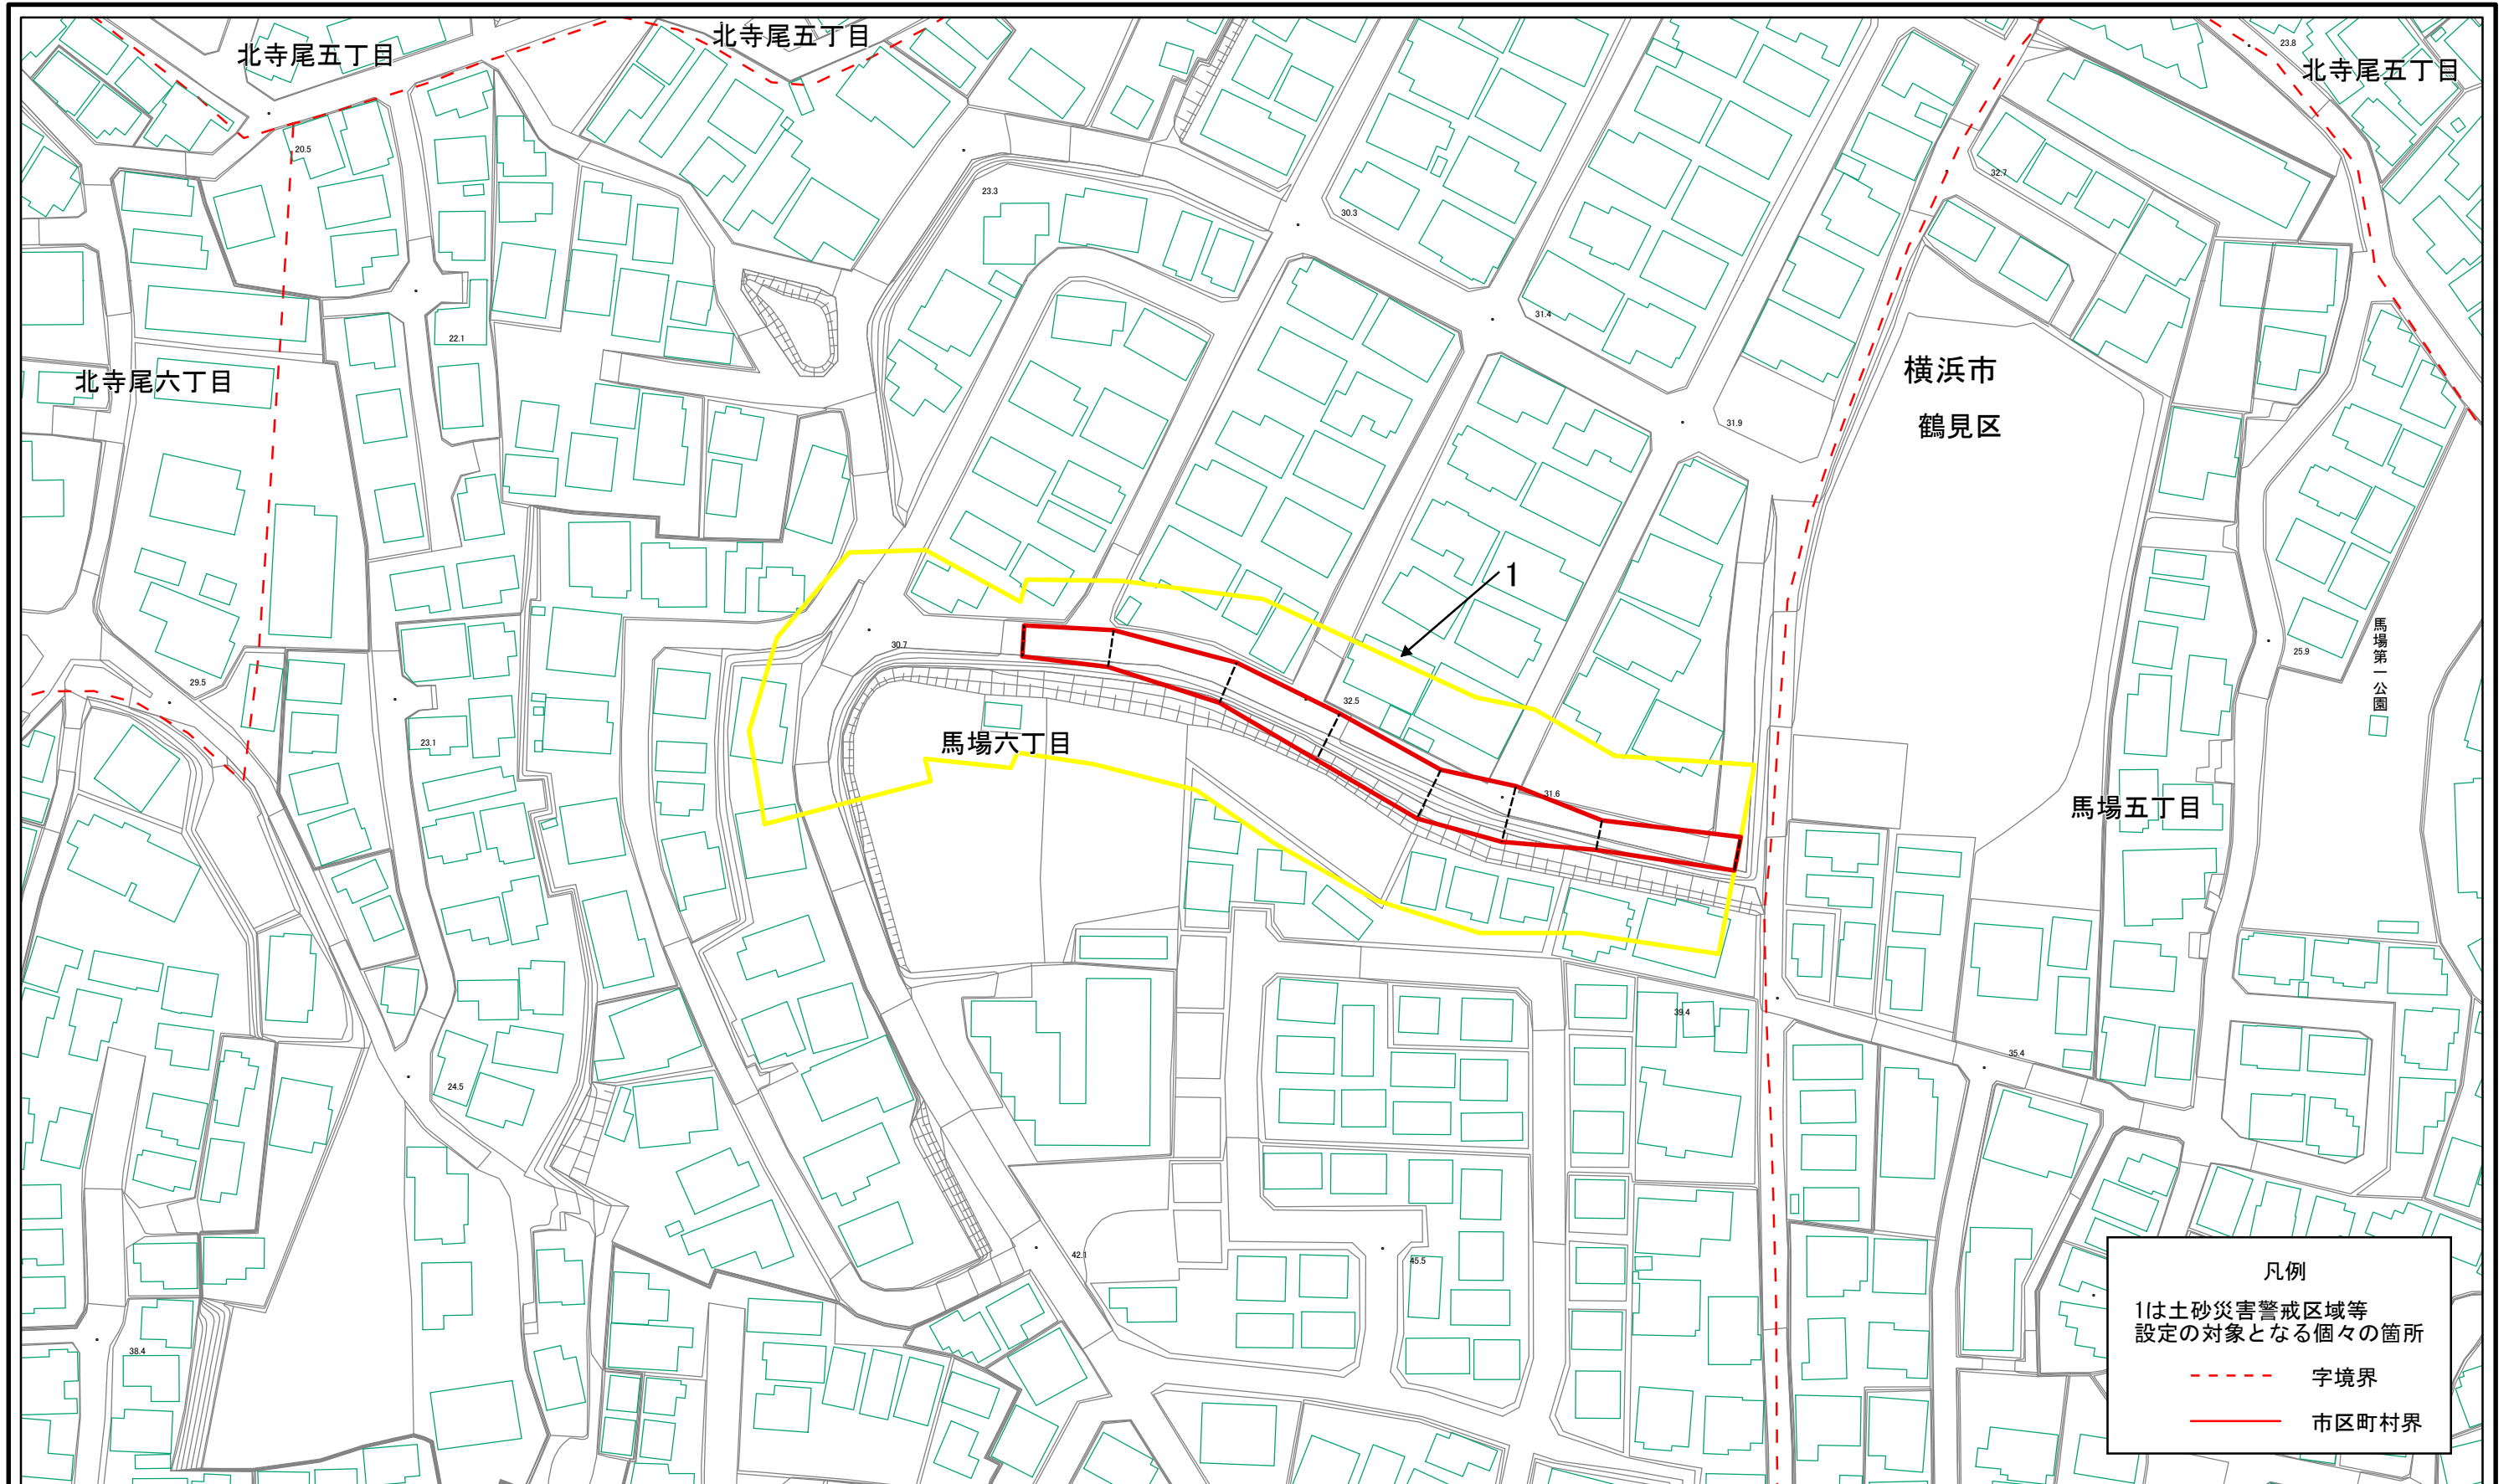 北寺尾五丁目
北寺尾五丁目
北寺尾五丁目
23.8
20.5
23.3
30.3
32.7
22.1
31.4
北寺尾六丁目
横浜市
鶴見区
31.9
1
30.7
29.5
32.5
25.9
馬場第一公園
23.1
馬場六丁目
31.6
馬場五丁目
39.4
35.4
24.5
42.1
45.5
38.4
凡例
1は土砂災害警戒区域等
設定の対象となる個々の箇所
字境界
市区町村界